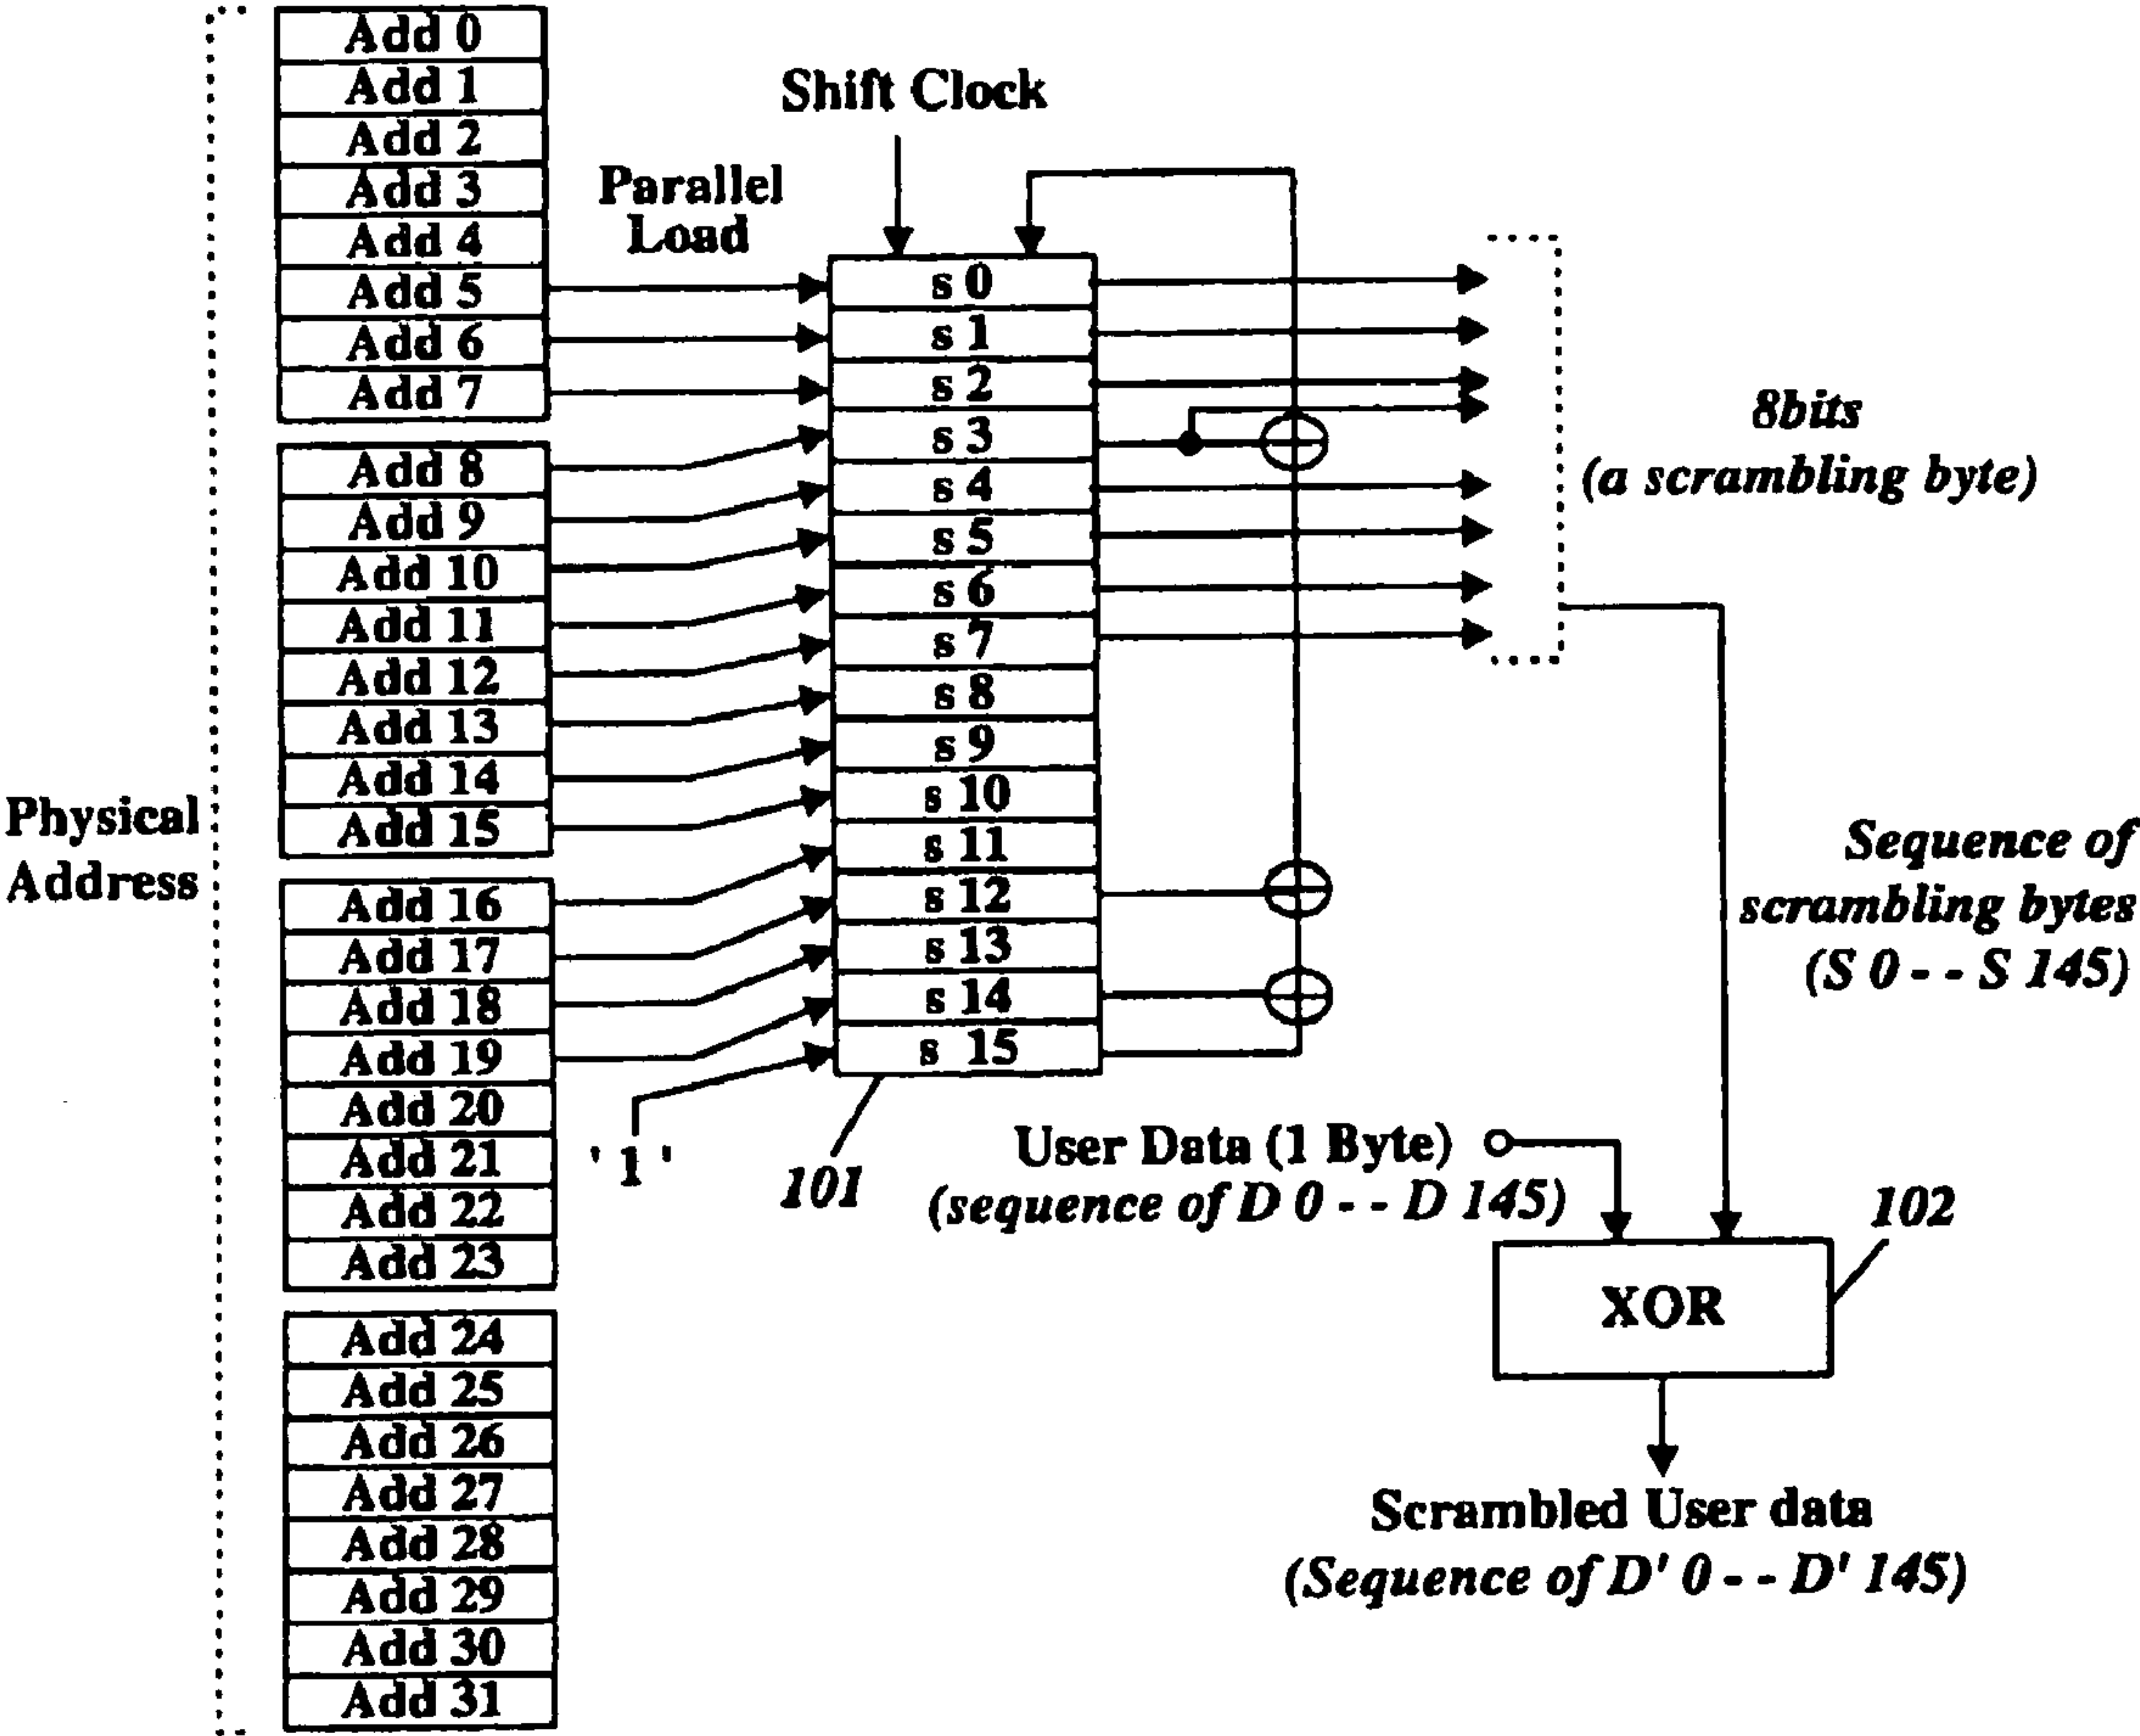 Physical
Address
Add 0
Add 1
Add 2
Add 3
Add 4
Add 5
Add 6
Add 7
Add 8
Add 9
Add 10
Add 11
Add 12
Add 13
Add 14
Add 15
Add 16
Add 17
Add 18
Add 19
Add 20
Add 21
Add 22
Add 23
Add 24
Add 25
Add 26
Add 27
Add 28
Add 29
Add 30
Add 31
Parallel
Load
Shift Clock
s 0
s 1
s 2
s 3
s 4
s 5
s 6
s 7
s 8
s 9
s 10
s 11
s 12
s 13
s 14
s 15
' 1 '
101
8bits
(a scrambling byte)
Sequence of
scrambling bytes
(S 0 - - S 145)
User Data (1 Byte)
(sequence of D 0 - - D 145)
102
XOR
Scrambled User data
(Sequence of D' 0 - - D' 145)